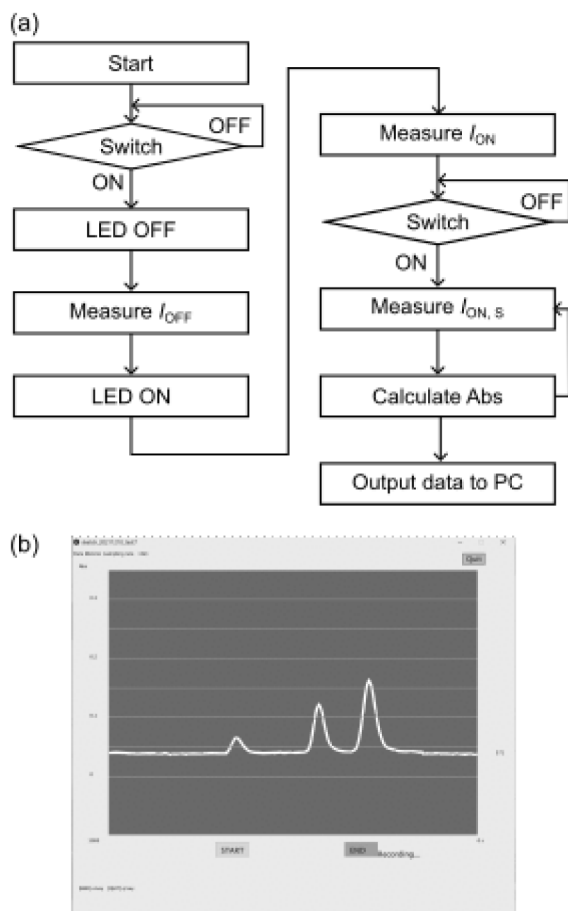 (a)
Start
OFF
Switch
ON
LED OFF
Measure I_OFF
LED ON
Measure I_ON
OFF
Switch
ON
Measure I_ON, S
Calculate Abs
Output data to PC
(b)
Open
START
END
Recording...